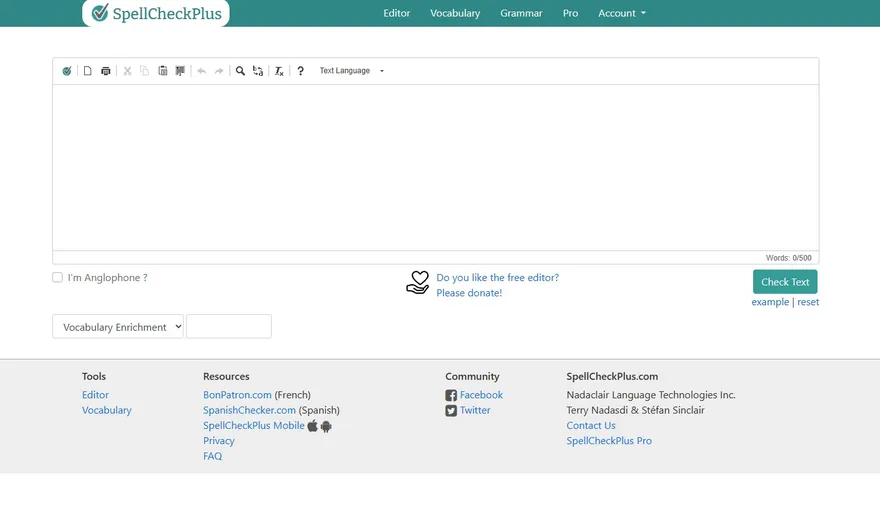 SpellCheckPlus
Editor Vocabulary Grammar Pro Account
Text Language
Words: 0/500
I'm Anglophone ?
Do you like the free editor?
Please donate!
Check Text
example | reset
Vocabulary Enrichment
Tools
Editor
Vocabulary
Resources
BonPatron.com (French)
SpanishChecker.com (Spanish)
SpellCheckPlus Mobile
Privacy
FAQ
Community
Facebook
Twitter
SpellCheckPlus.com
Nadaclair Language Technologies Inc.
Terry Nadasdi & Stéfan Sinclair
Contact Us
SpellCheckPlus Pro